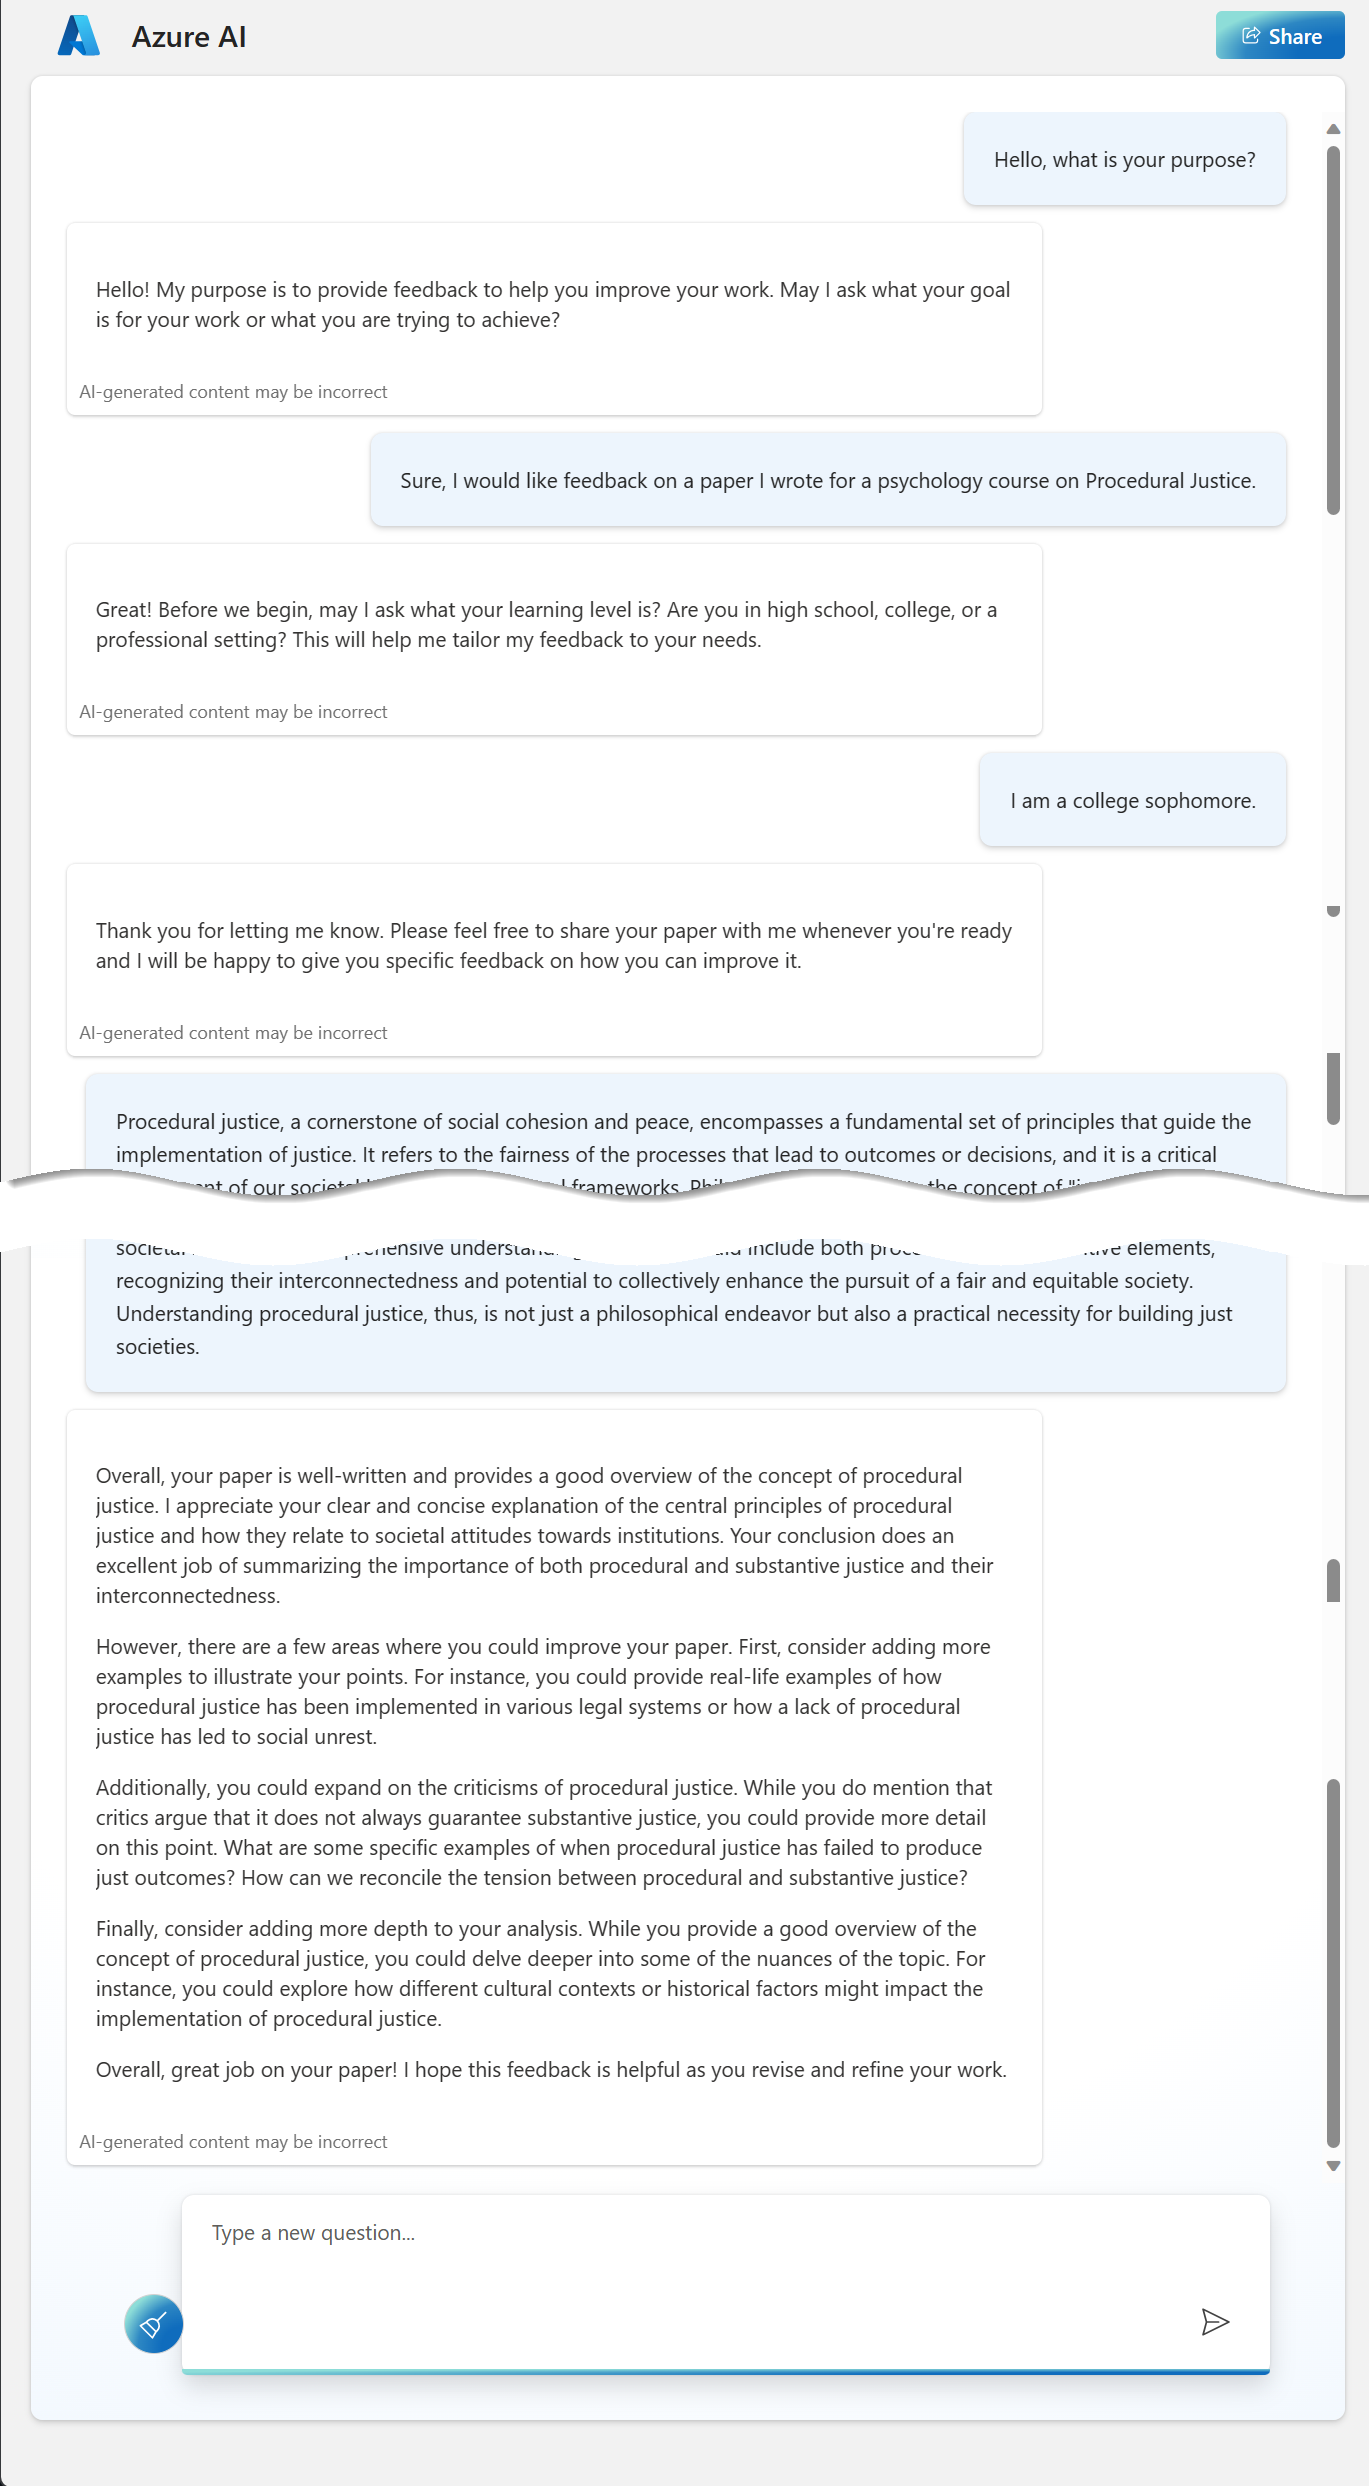 Azure AI
Share
Hello, what is your purpose?
Hello! My purpose is to provide feedback to help you improve your work. May I ask what your goal
is for your work or what you are trying to achieve?
AI-generated content may be incorrect
Sure, I would like feedback on a paper I wrote for a psychology course on Procedural Justice.
Great! Before we begin, may I ask what your learning level is? Are you in high school, college, or a
professional setting? This will help me tailor my feedback to your needs.
AI-generated content may be incorrect
I am a college sophomore.
Thank you for letting me know. Please feel free to share your paper with me whenever you're ready
and I will be happy to give you specific feedback on how you can improve it.
AI-generated content may be incorrect
Procedural justice, a cornerstone of social cohesion and peace, encompasses a fundamental set of principles that guide the
implementation of justice. It refers to the fairness of the processes that lead to outcomes or decisions, and it is a critical
of our frameworks. the concept of
include both elements,
recognizing their interconnectedness and potential to collectively enhance the pursuit of a fair and equitable society.
Understanding procedural justice, thus, is not just a philosophical endeavor but also a practical necessity for building just
societies.
Overall, your paper is well-written and provides a good overview of the concept of procedural
justice. I appreciate your clear and concise explanation of the central principles of procedural
justice and how they relate to societal attitudes towards institutions. Your conclusion does an
excellent job of summarizing the importance of both procedural and substantive justice and their
interconnectedness.
However, there are a few areas where you could improve your paper. First, consider adding more
examples to illustrate your points. For instance, you could provide real-life examples of how
procedural justice has been implemented in various legal systems or how a lack of procedural
justice has led to social unrest.
Additionally, you could expand on the criticisms of procedural justice. While you do mention that
critics argue that it does not always guarantee substantive justice, you could provide more detail
on this point. What are some specific examples of when procedural justice has failed to produce
just outcomes? How can we reconcile the tension between procedural and substantive justice?
Finally, consider adding more depth to your analysis. While you provide a good overview of the
concept of procedural justice, you could delve deeper into some of the nuances of the topic. For
instance, you could explore how different cultural contexts or historical factors might impact the
implementation of procedural justice.
Overall, great job on your paper! I hope this feedback is helpful as you revise and refine your work.
AI-generated content may be incorrect
Type a new question...